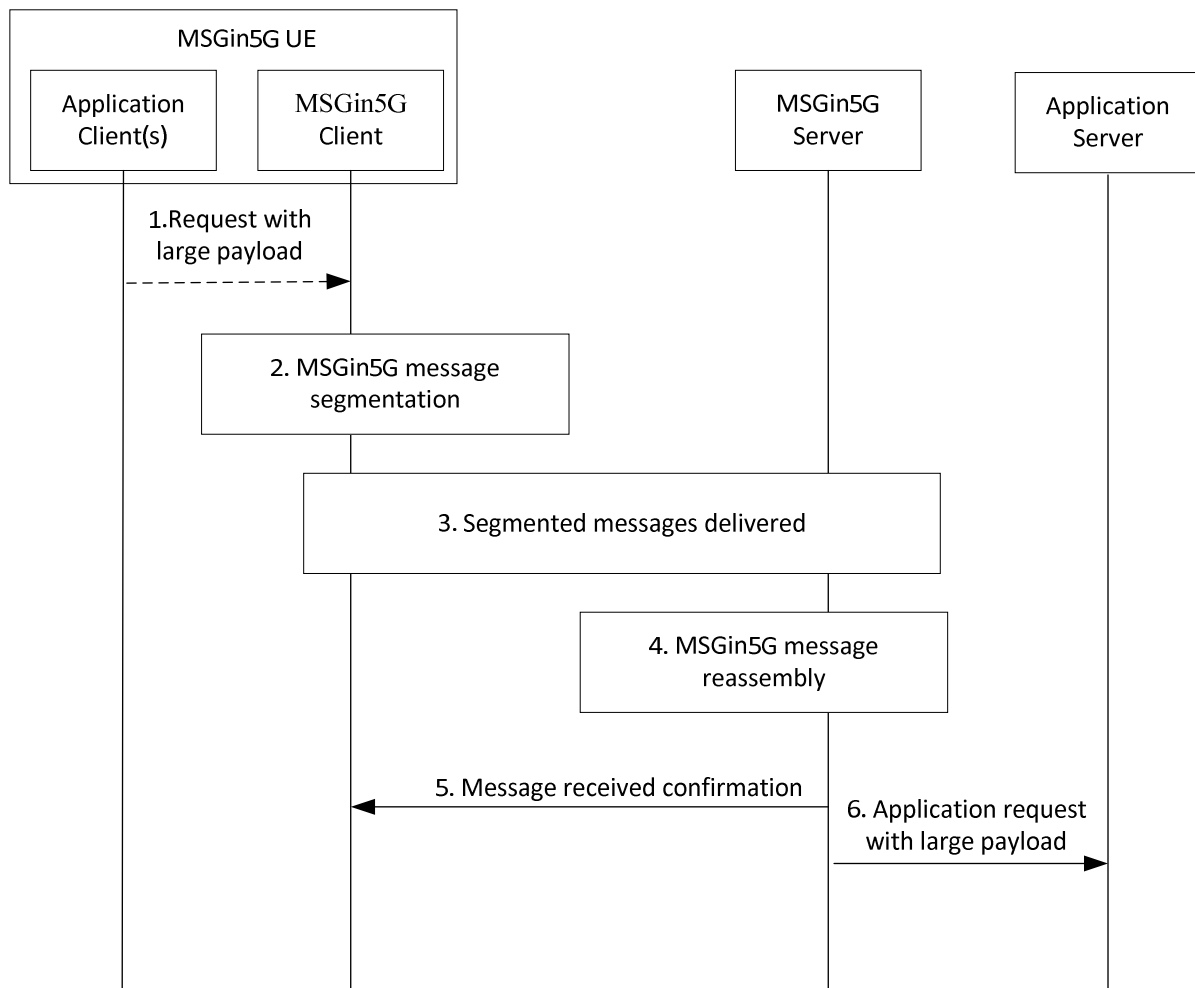 MSGin5G UE
Application
Client(s)
MSGin5G
Client
MSGin5G
Server
Application
Server
1.Request with
large payload
2. MSGin5G message
segmentation
3. Segmented messages delivered
4. MSGin5G message
reassembly
5. Message received confirmation
6. Application request
with large payload